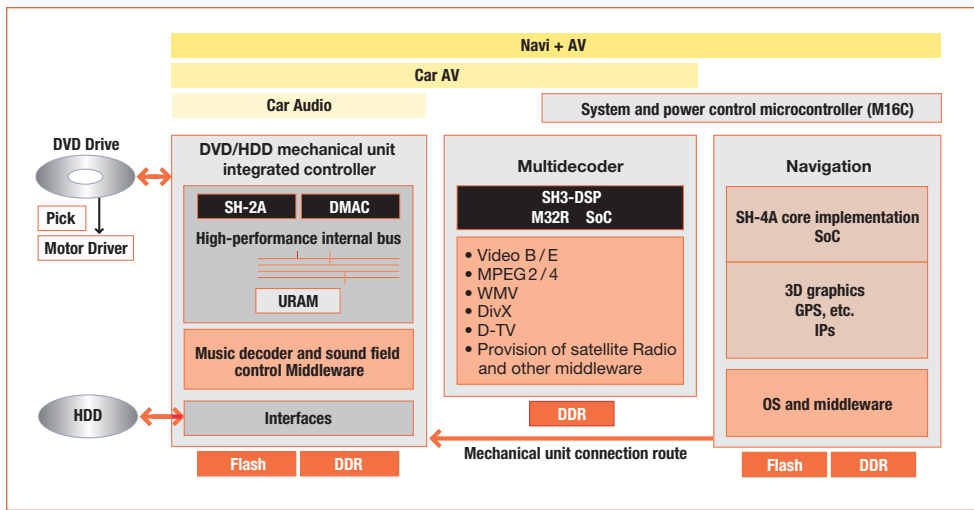 Navi + AV
Car AV
Car Audio
System and power control microcontroller (M16C)
DVD Drive
Pick
Motor Driver
HDD
DVD/HDD mechanical unit
integrated controller
SH-2A
DMAC
High-performance internal bus
URAM
Music decoder and sound field
control Middleware
Interfaces
Flash
DDR
Multidecoder
SH3-DSP
M32R SoC
• Video B / E
• MPEG 2 / 4
• WMV
• DivX
• D-TV
• Provision of satellite Radio
and other middleware
DDR
Mechanical unit connection route
Navigation
SH-4A core implementation
SoC
3D graphics
GPS, etc.
IPs
OS and middleware
Flash
DDR